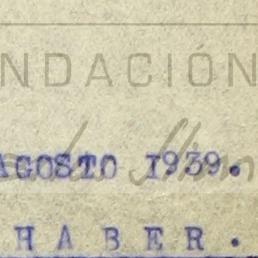 NDACIÓN
AGOSTO 1939.
HABER.